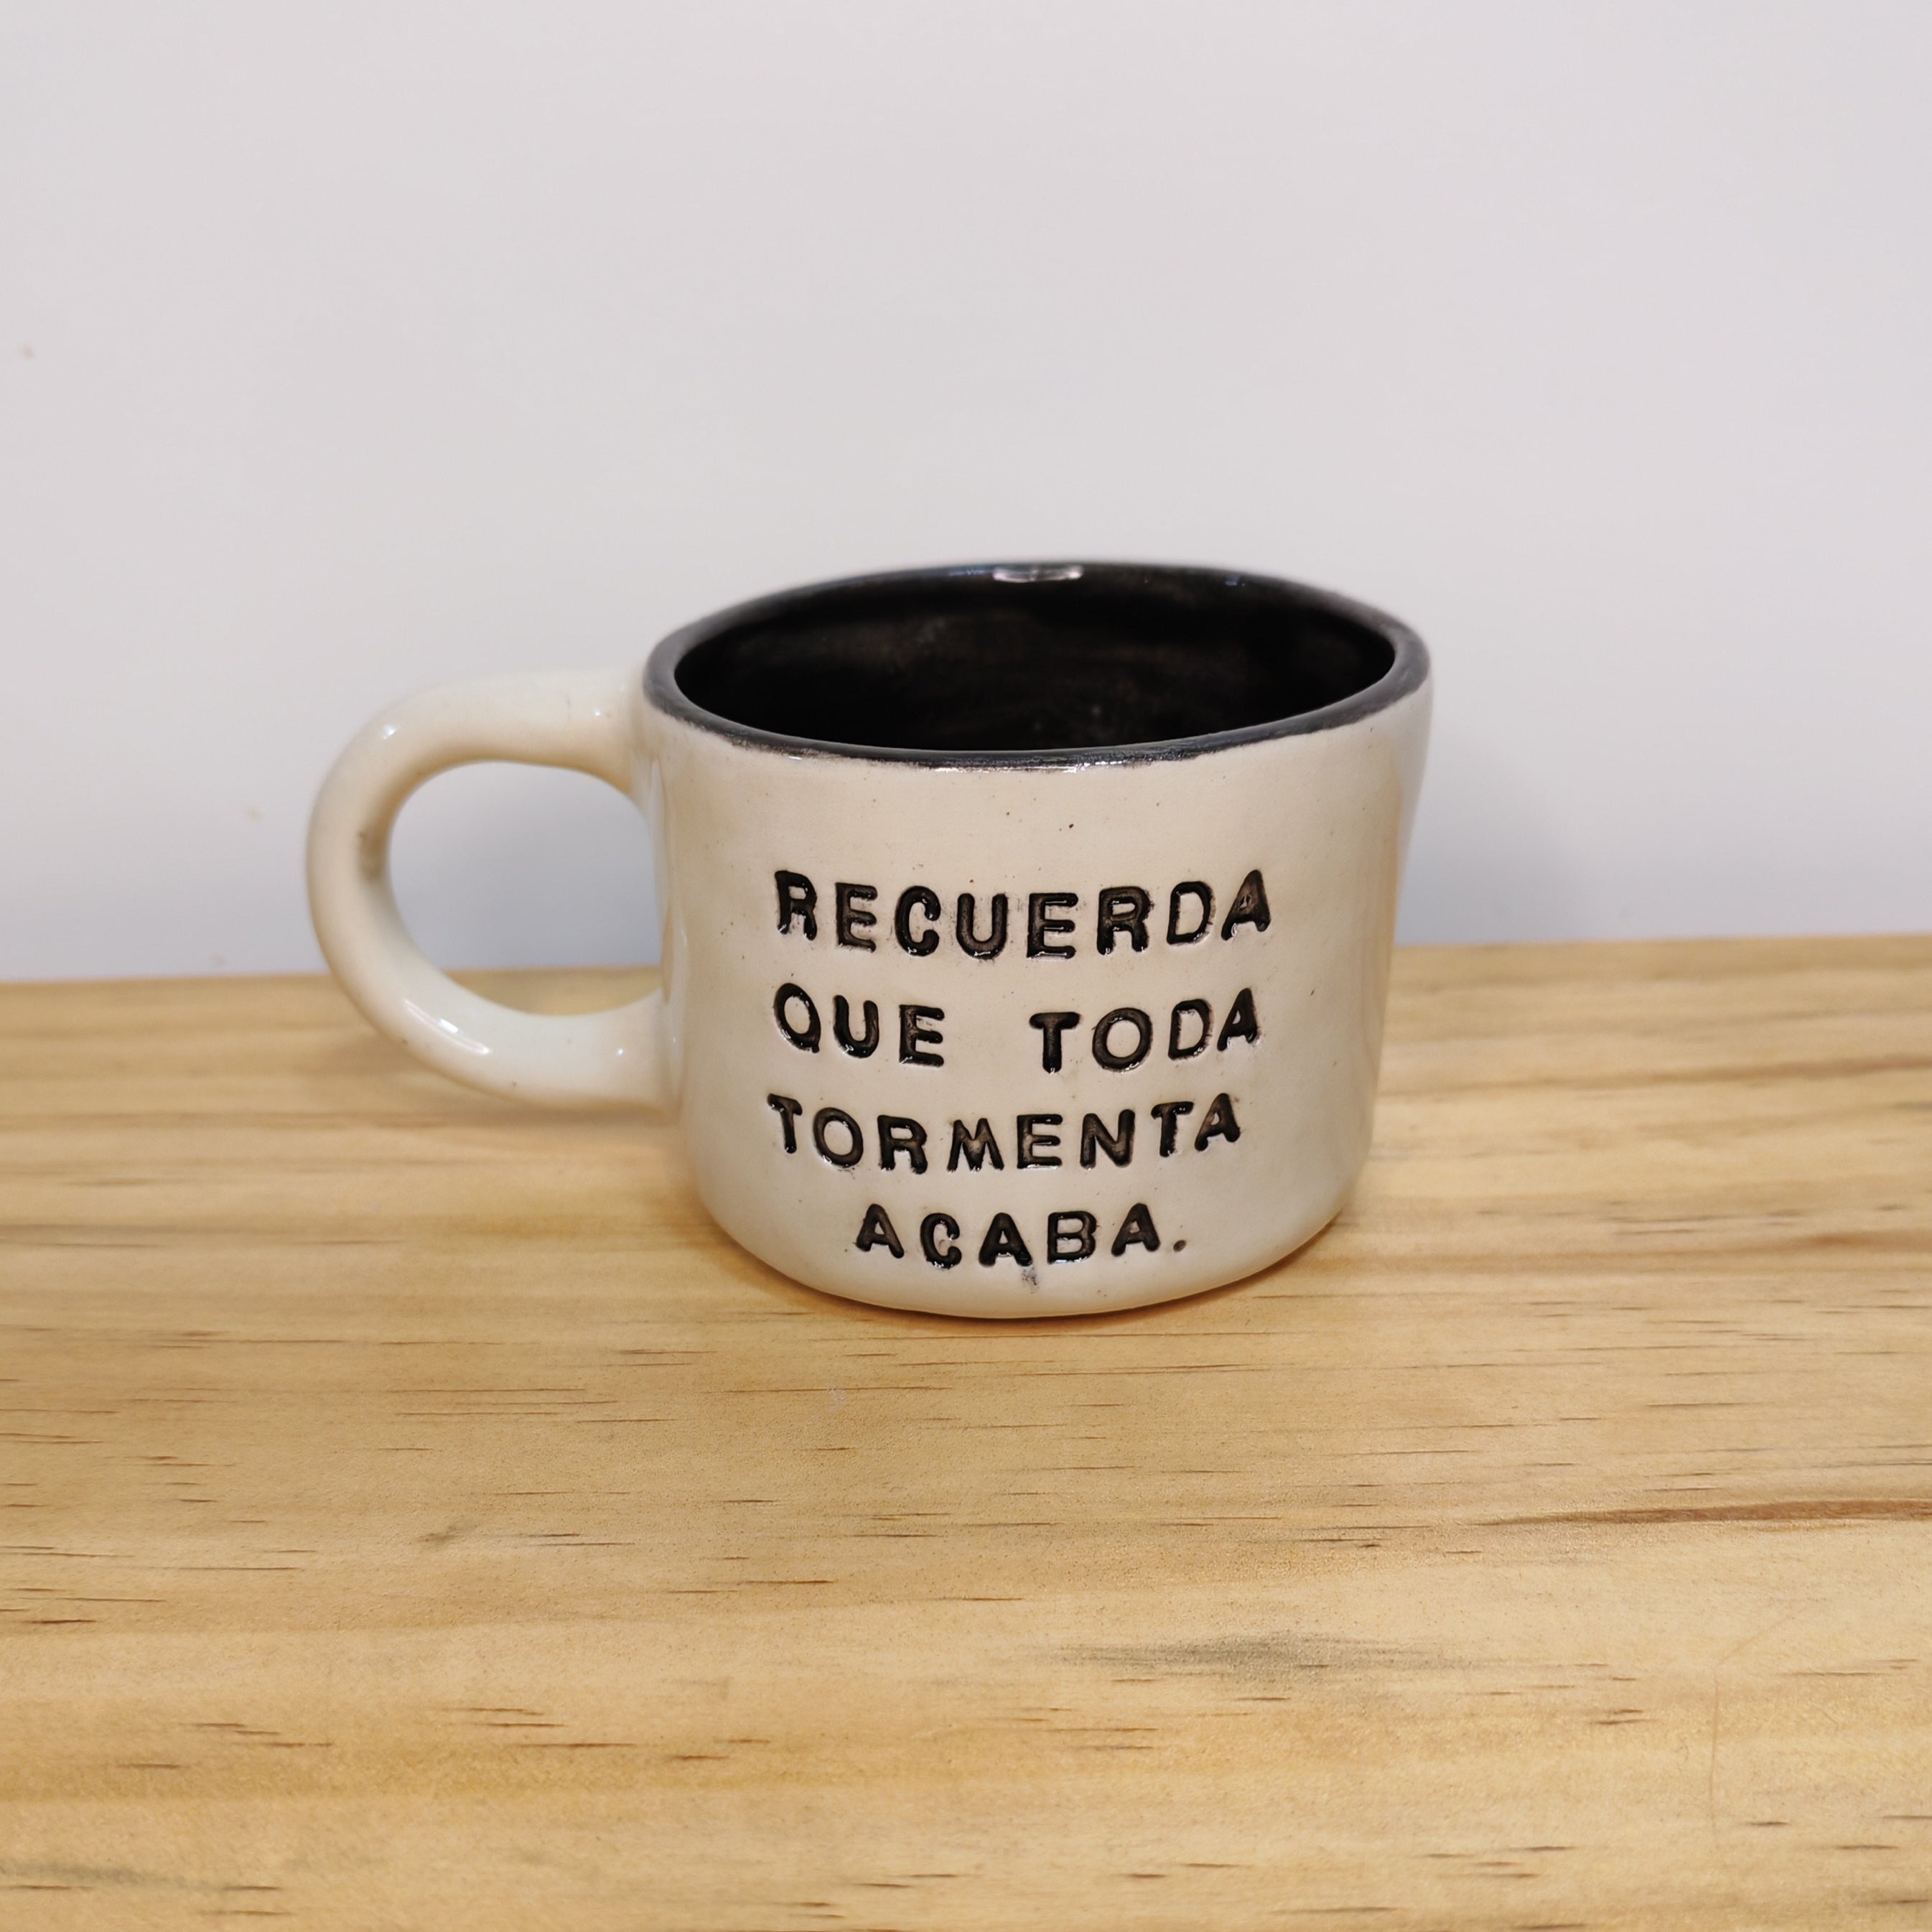 RECUERDA
QUE TODA
TORMENTA
ACABA.